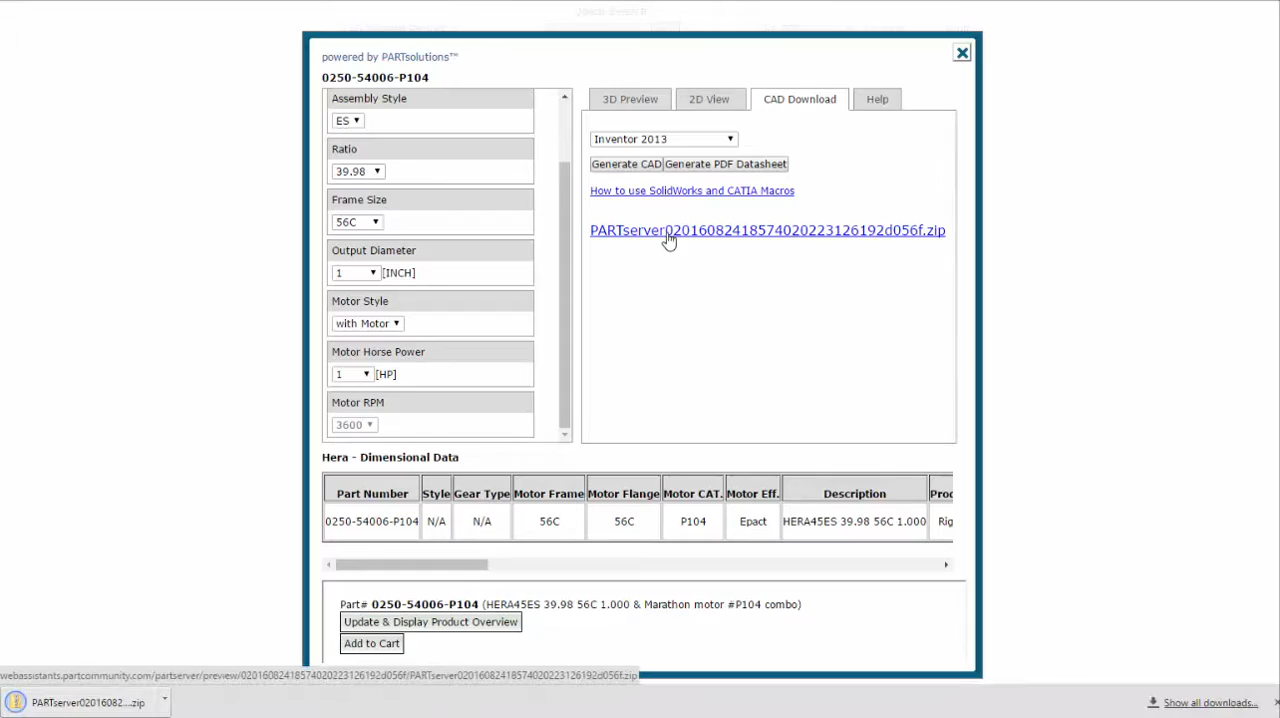 powered by PARTsolutions™
0250-54006-P104
Assembly Style
ES
Ratio
39.98
Frame Size
56C
Output Diameter
1 [INCH]
Motor Style
with Motor
Motor Horse Power
1 [HP]
Motor RPM
3600
3D Preview 2D View CAD Download Help
Inventor 2013
Generate CAD Generate PDF Datasheet
How to use SolidWorks and CATIA Macros
PARTserver02016082418574020223126192d056f.zip
Hera - Dimensional Data
Part Number Style Gear Type Motor Frame Motor Flange Motor CAT. Motor Eff. Description Proc
0250-54006-P104 N/A N/A 56C 56C P104 Epact HERA45ES 39.98 56C 1.000 Rig
Part# 0250-54006-P104 (HERA45ES 39.98 56C 1.000 & Marathon motor #P104 combo)
Update & Display Product Overview
Add to Cart
webassistants.partcommunity.com/partserver/preview/02016082418574020223126192d056f/PARTserver02016082418574020223126192d056f.zip
PARTserver02016082....zip
Show all downloads...